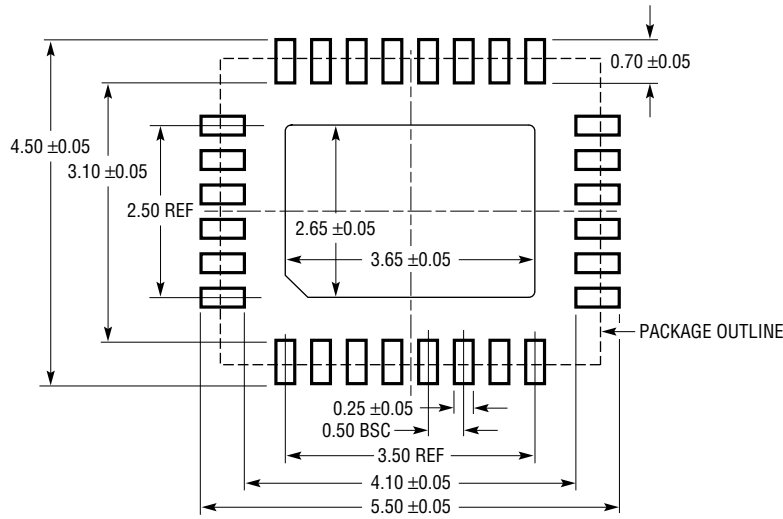 0.70 ±0.05
4.50 ±0.05
3.10 ±0.05
2.50 REF
2.65 ±0.05
3.65 ±0.05
PACKAGE OUTLINE
0.25 ±0.05
0.50 BSC
3.50 REF
4.10 ±0.05
5.50 ±0.05